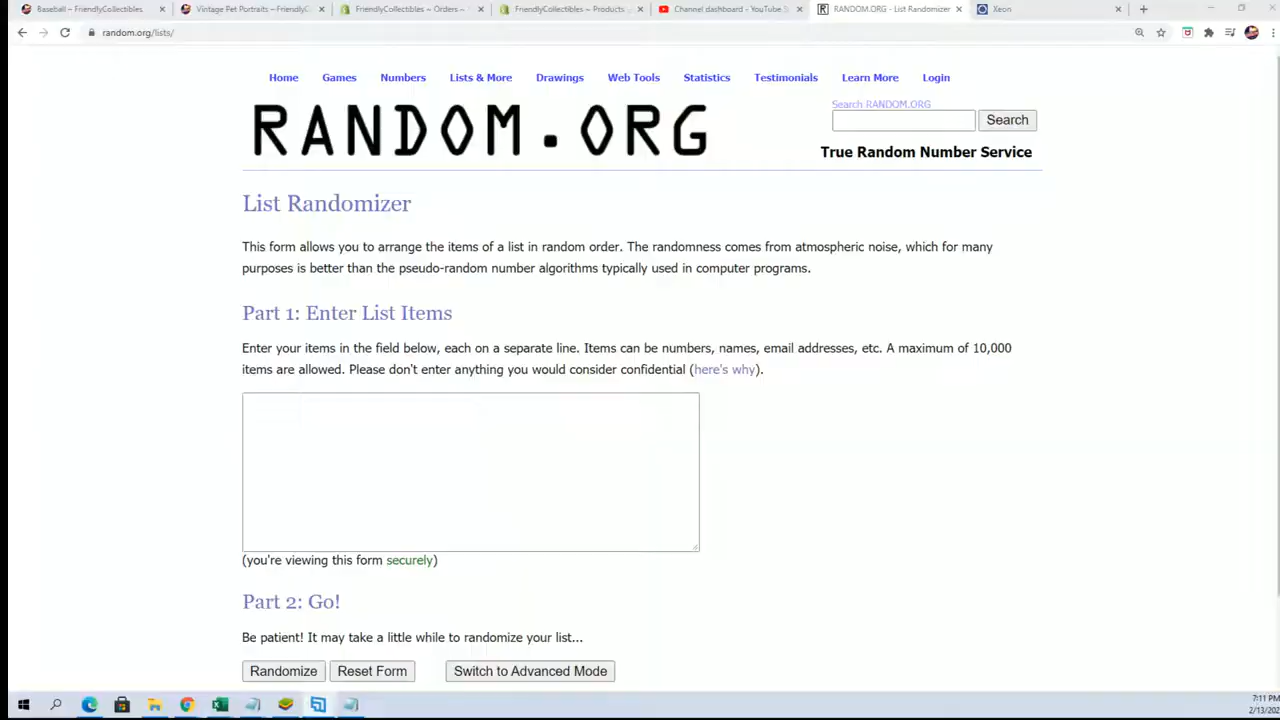 Baseball – FriendlyCollectibles
Vintage Pet Portraits – Friendly
FriendlyCollectibles ~ Orders ~
FriendlyCollectibles ~ Products
Channel dashboard - YouTube S
RANDOM.ORG - List Randomizer
Xeon
random.org/lists/
Home Games Numbers Lists & More Drawings Web Tools Statistics Testimonials Learn More Login
RANDOM.ORG
Search RANDOM.ORG
Search
True Random Number Service
List Randomizer
This form allows you to arrange the items of a list in random order. The randomness comes from atmospheric noise, which for many
purposes is better than the pseudo-random number algorithms typically used in computer programs.
Part 1: Enter List Items
Enter your items in the field below, each on a separate line. Items can be numbers, names, email addresses, etc. A maximum of 10,000
items are allowed. Please don't enter anything you would consider confidential (here's why).
(you're viewing this form securely)
Part 2: Go!
Be patient! It may take a little while to randomize your list...
Randomize Reset Form Switch to Advanced Mode
7:11 PM
2/13/202